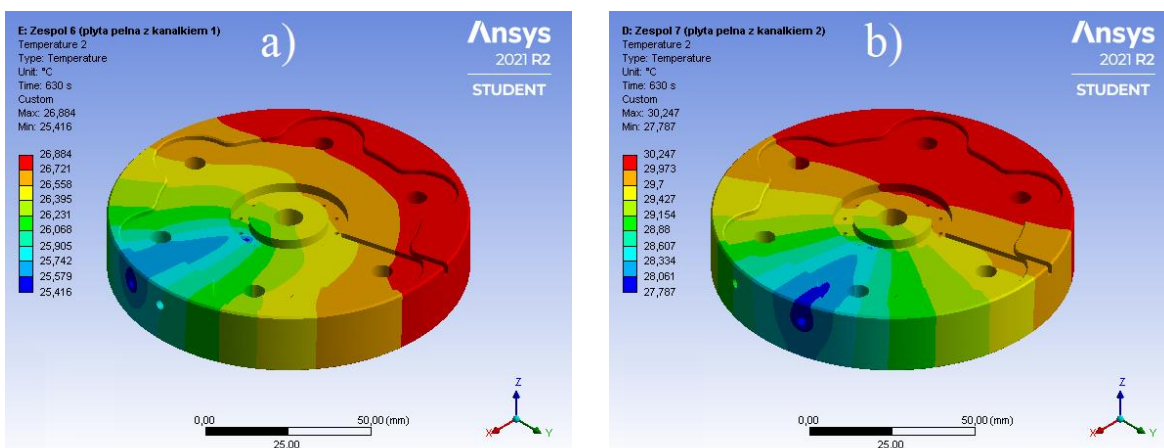 E: Zespol 6 (plyta pelna z kanalkiem 1)
Temperature 2
Type: Temperature
Unit: °C
Time: 630 s
Custom
Max: 26,884
Min: 25,416
26,884
26,721
26,558
26,395
26,231
26,068
25,905
25,742
25,579
25,416
a)
Ansys
2021 R2
STUDENT
0,00
50,00 (mm)
25,00
Z
X
Y
D: Zespol 7 (plyta pelna z kanalkiem 2)
Temperature 2
Type: Temperature
Unit: °C
Time: 630 s
Custom
Max: 30,247
Min: 27,787
30,247
29,973
29,7
29,427
29,154
28,88
28,607
28,334
28,061
27,787
b)
Ansys
2021 R2
STUDENT
0,00
50,00 (mm)
25,00
Z
X
Y